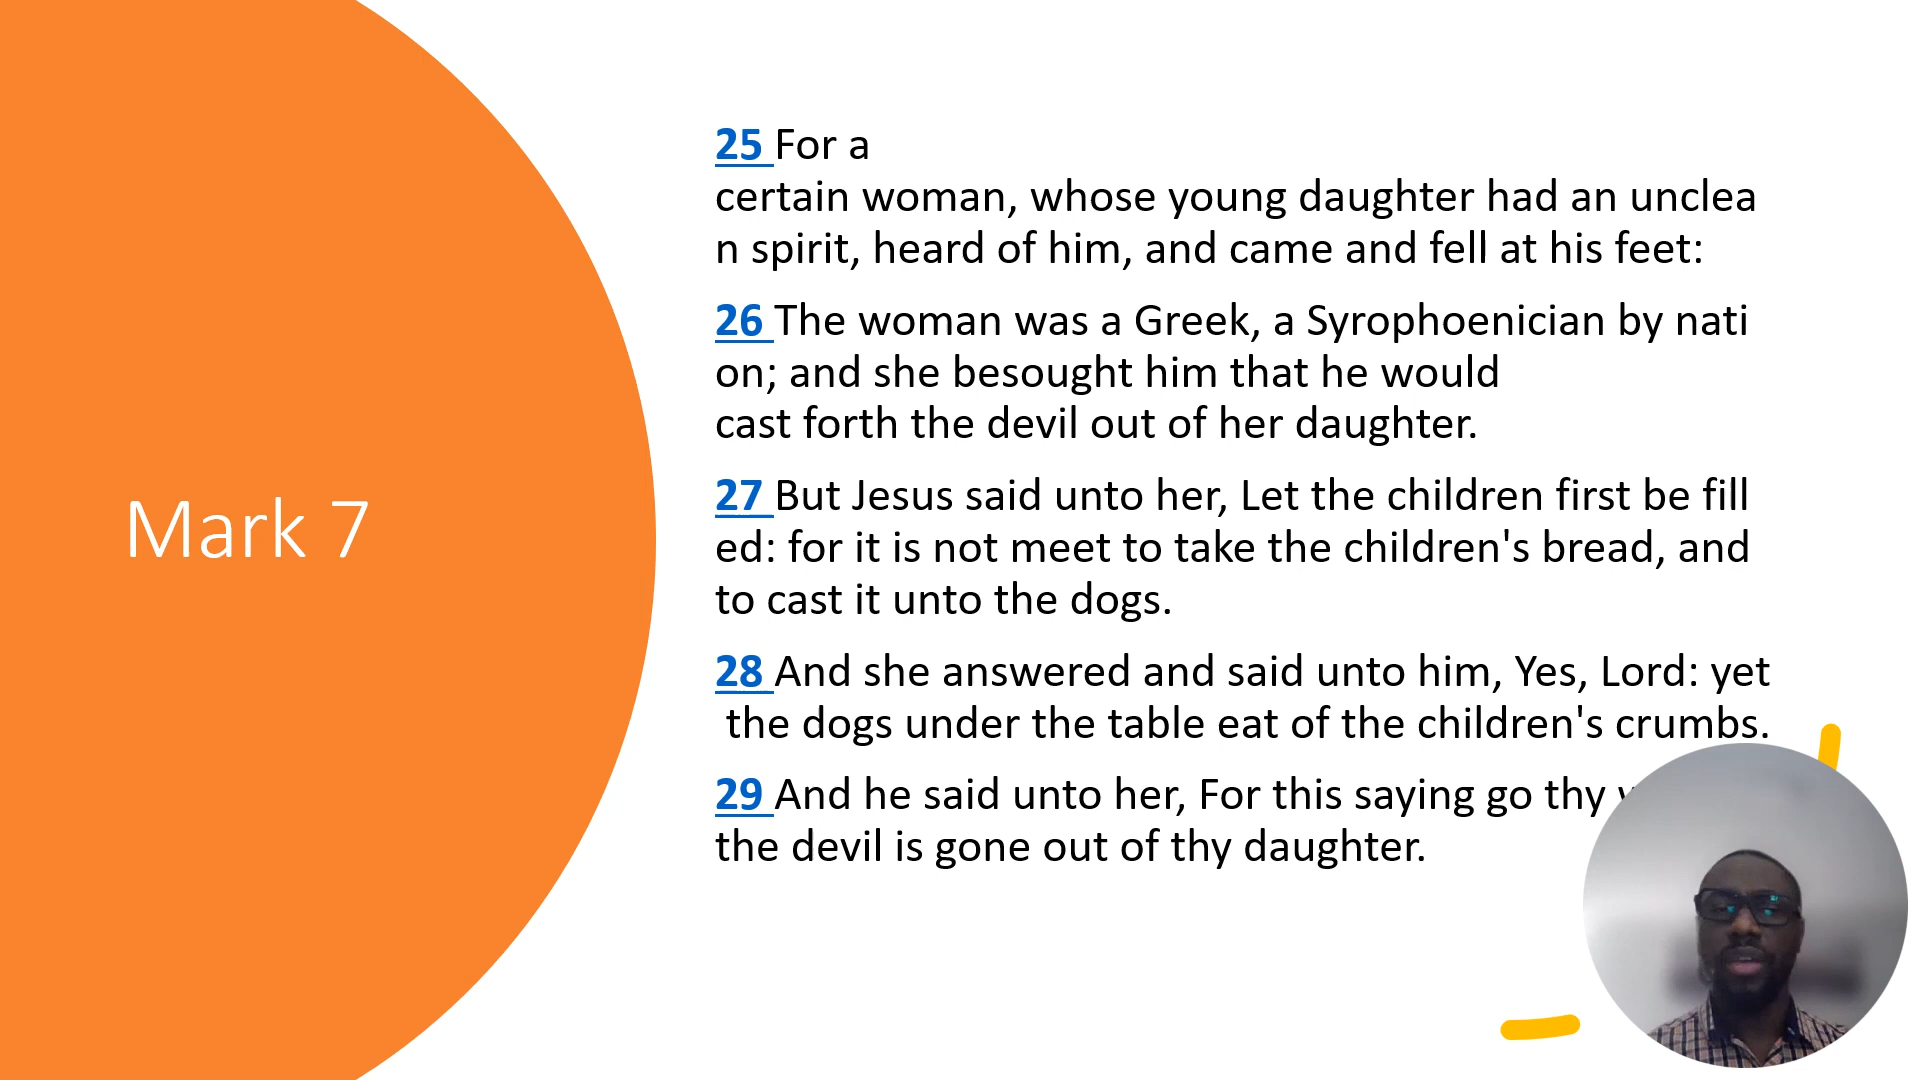 Mark 7
25 For a
certain woman, whose young daughter had an unclea
n spirit, heard of him, and came and fell at his feet:
26 The woman was a Greek, a Syrophoenician by nati
on; and she besought him that he would
cast forth the devil out of her daughter.
27 But Jesus said unto her, Let the children first be fill
ed: for it is not meet to take the children's bread, and
to cast it unto the dogs.
28 And she answered and said unto him, Yes, Lord: yet
the dogs under the table eat of the children's crumbs.
29 And he said unto her, For this saying go thy
the devil is gone out of thy daughter.